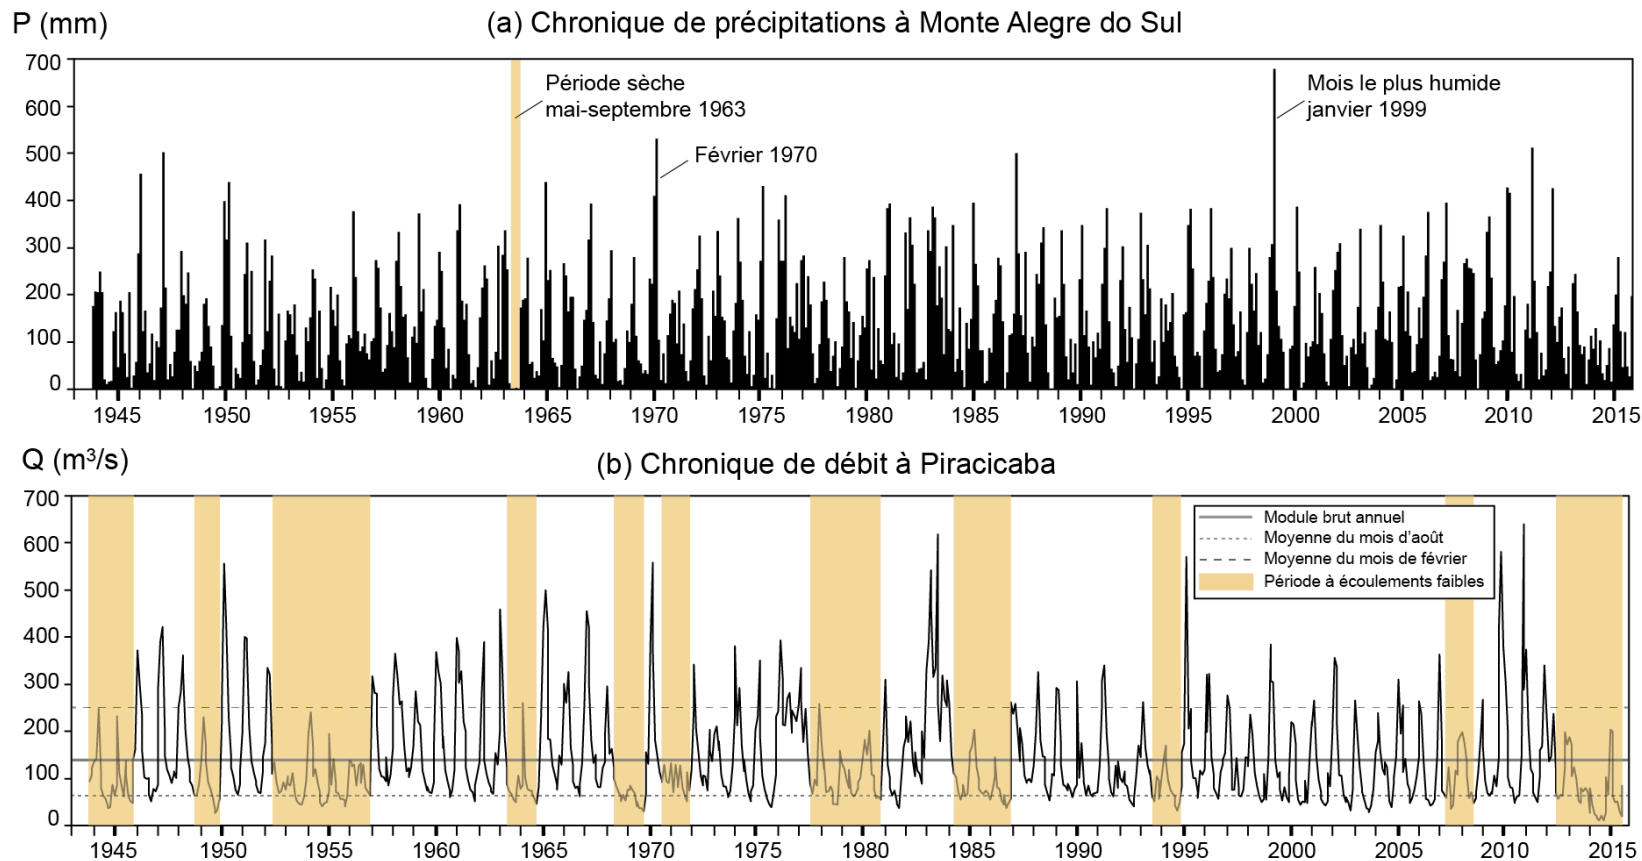 P (mm)
(a) Chronique de précipitations à Monte Alegre do Sul
700
600
500
400
300
200
100
0
Période sèche
mai-septembre 1963
Février 1970
Mois le plus humide
janvier 1999
1945 1950 1955 1960 1965 1970 1975 1980 1985 1990 1995 2000 2005 2010 2015
Q (m³/s)
(b) Chronique de débit à Piracicaba
700
600
500
400
300
200
100
0
Module brut annuel
Moyenne du mois d'août
Moyenne du mois de février
Période à écoulements faibles
1945 1950 1955 1960 1965 1970 1975 1980 1985 1990 1995 2000 2005 2010 2015